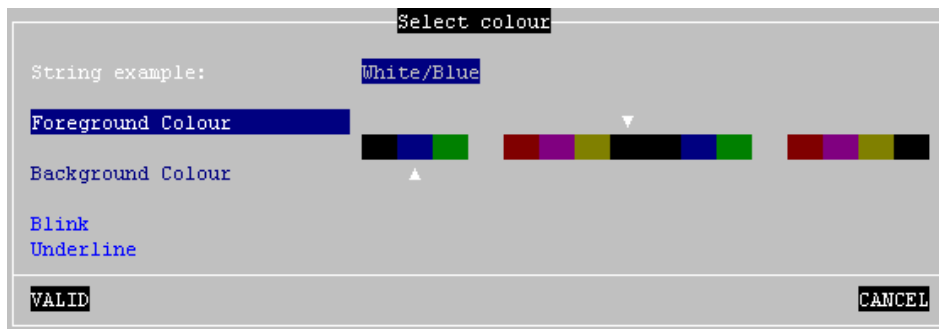 Select colour
String example: White/Blue
Foreground Colour
Background Colour
Blink
Underline
VALID CANCEL